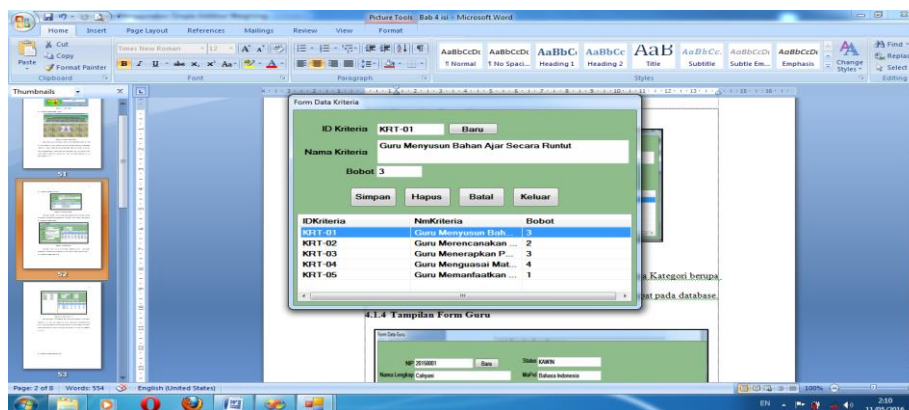 Picture Tools Bab 4 isi - Microsoft Word
Home Insert Page Layout References Mailings Review View Format
Cut
Copy
Format Painter
Paste
Clipboard
Times New Roman 12
Font
Paragraph
AaBbCcDc AaBbCcDc AaBbC AaBbCc AaB AaBbCc. AaBbCcDi AaBbCcDi
¶ Normal ¶ No Spaci... Heading 1 Heading 2 Title Subtitle Subtle Em... Emphasis
Change Styles
Styles
Find
Replac
Select
Editing
Thumbnails
51
52
53
Form Data Kriteria
ID Kriteria KRT-01 Baru
Nama Kriteria Guru Menyusun Bahan Ajar Secara Runtut
Bobot 3
Simpan Hapus Batal Keluar
IDKriteria NmKriteria Bobot
KRT-01 Guru Menyusun Bah... 3
KRT-02 Guru Merencanakan ... 2
KRT-03 Guru Menerapkan P... 3
KRT-04 Guru Menguasai Mat... 4
KRT-05 Guru Memanfaatkan ... 1
a Kategori berupa
pat pada database.
4.1.4 Tampilan Form Guru
Form Data Guru
NIP 20150001 Baru Status KAWIN
Nama Lengkap Cahyani MaPel Bahasa Indonesia
Page: 2 of 8 Words: 554 English (United States) 100%
EN 2:10
11/05/2016